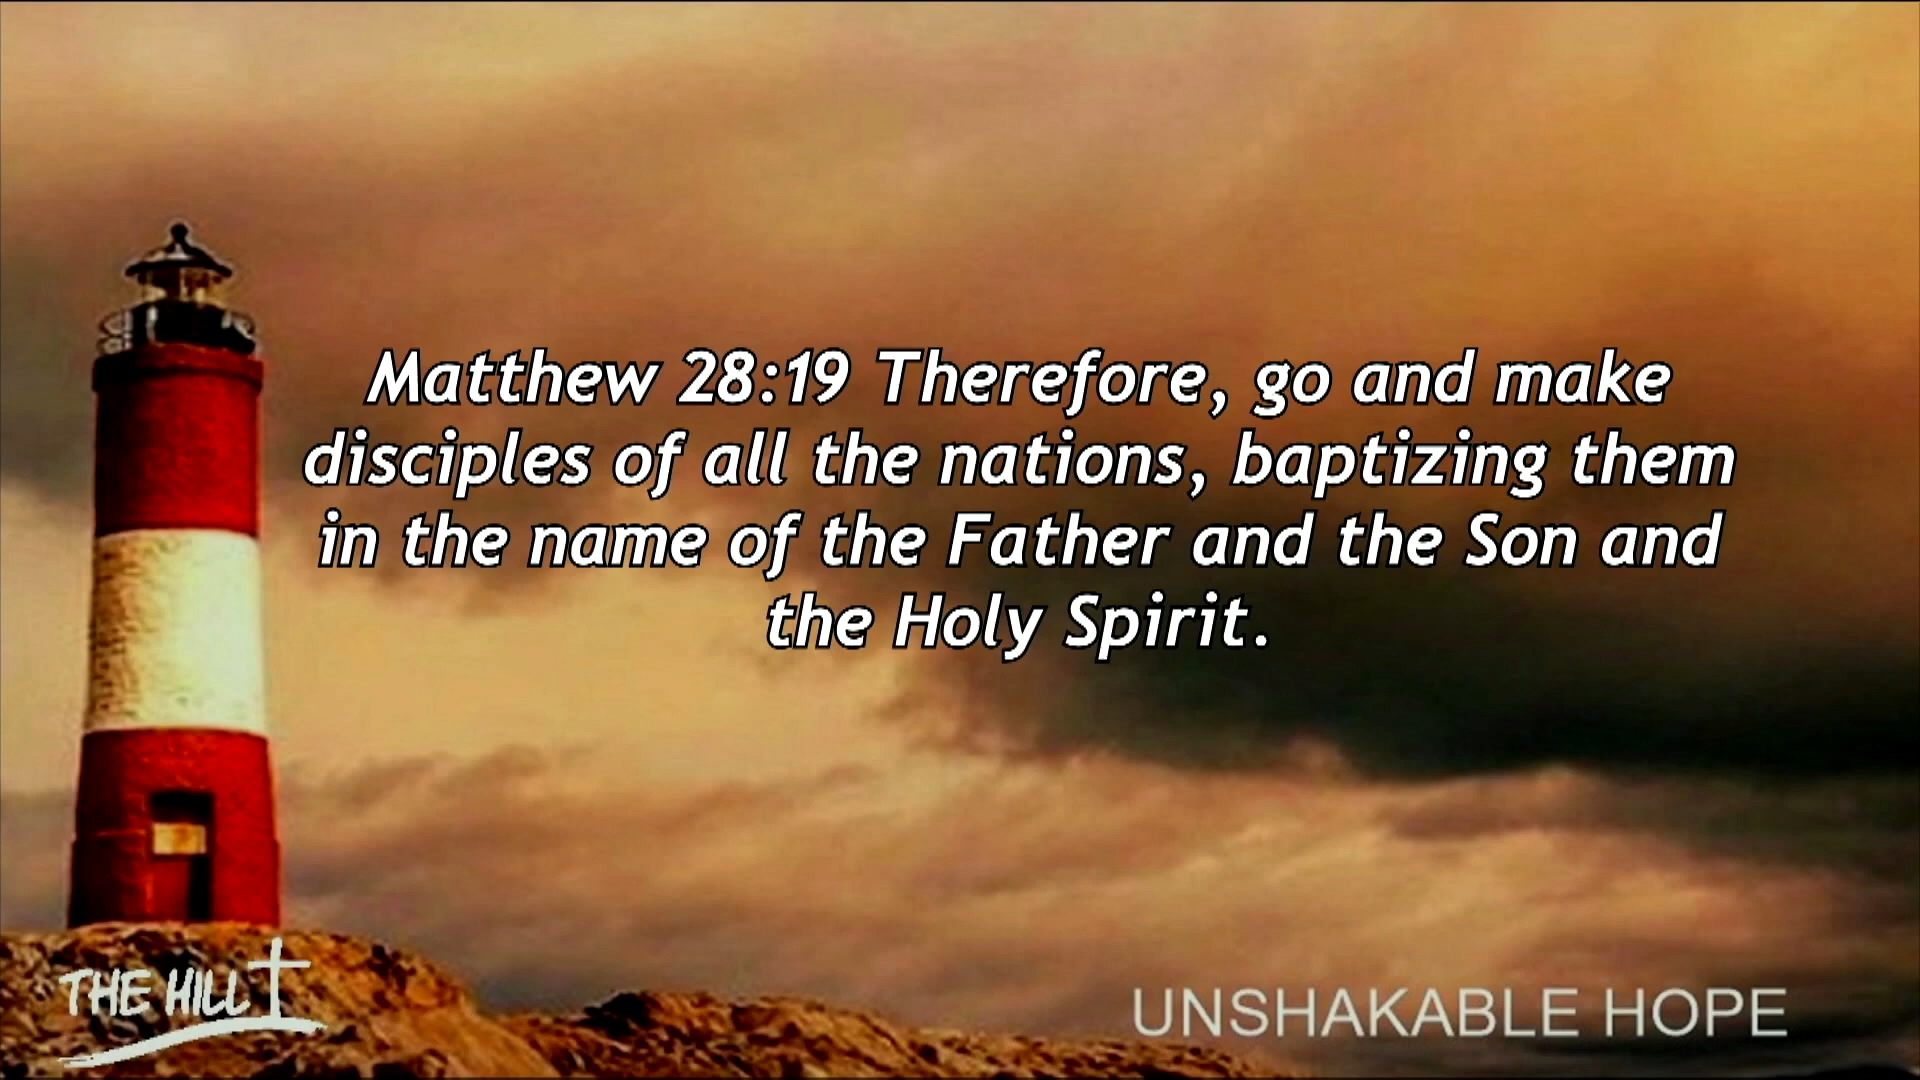 Matthew 28:19 Therefore, go and make
disciples of all the nations, baptizing them
in the name of the Father and the Son and
the Holy Spirit.
THE HILL
UNSHAKABLE HOPE